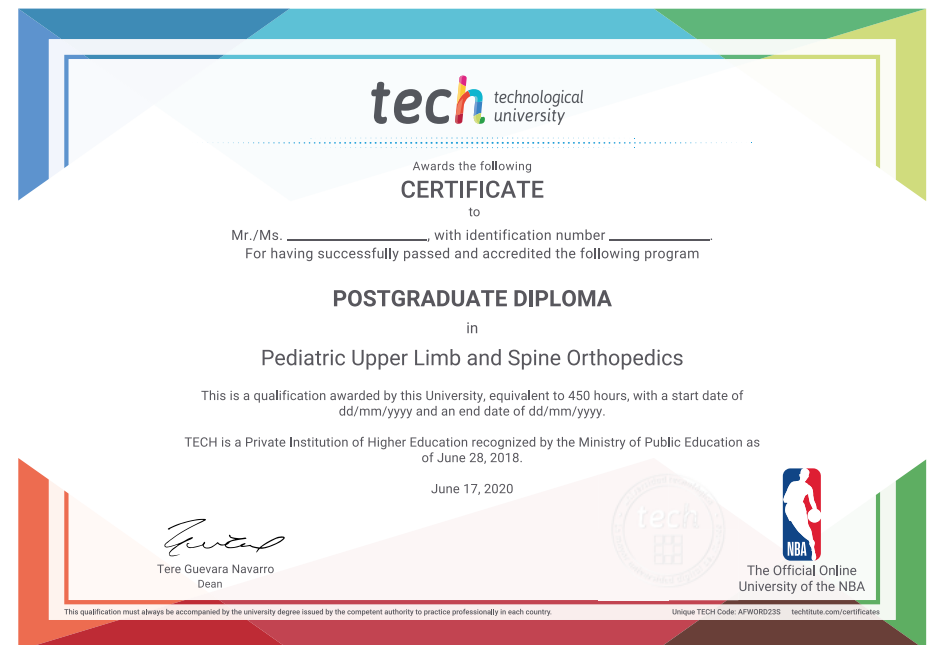 tech technological
university
Awards the following
CERTIFICATE
to
Mr./Ms. ____________, with identification number ____________.
For having successfully passed and accredited the following program
POSTGRADUATE DIPLOMA
in
Pediatric Upper Limb and Spine Orthopedics
This is a qualification awarded by this University, equivalent to 450 hours, with a start date of
dd/mm/yyyy and an end date of dd/mm/yyyy.
TECH is a Private Institution of Higher Education recognized by the Ministry of Public Education as
of June 28, 2018.
June 17, 2020
tech
NBA
Tere Guevara Navarro
Dean
The Official Online
University of the NBA
This qualification must always be accompanied by the university degree issued by the competent authority to practice professionally in each country.
Unique TECH Code: AFWORD23S techtitute.com/certificates